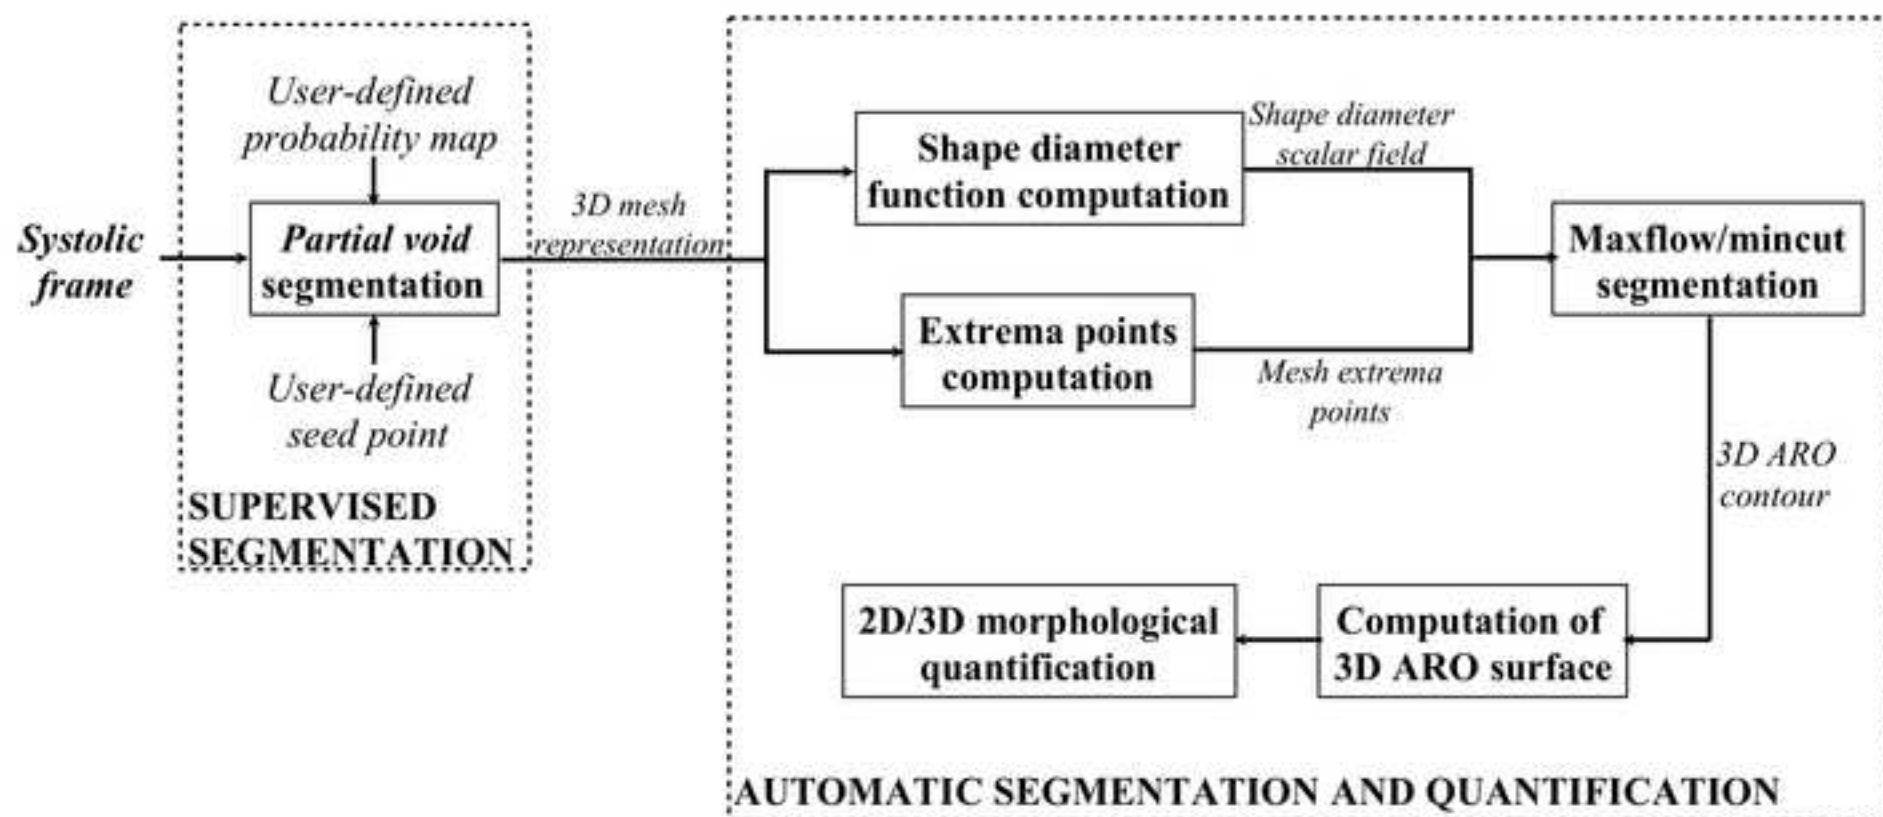 User-defined
probability map
Systolic
frame
Partial void
segmentation
User-defined
seed point
SUPERVISED
SEGMENTATION
3D mesh
representation
Shape diameter
function computation
Shape diameter
scalar field
Extrema points
computation
Mesh extrema
points
Maxflow/mincut
segmentation
3D ARO
contour
Computation of
3D ARO surface
2D/3D morphological
quantification
AUTOMATIC SEGMENTATION AND QUANTIFICATION